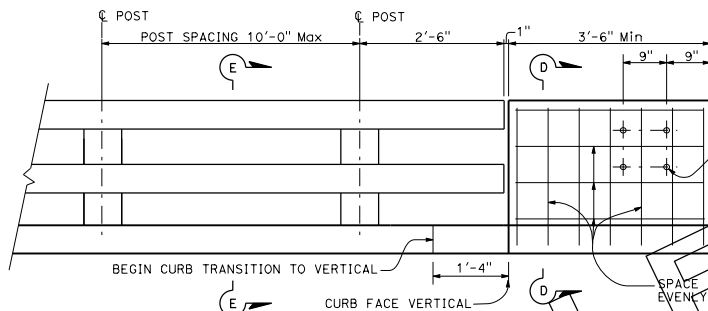 ℄ POST
℄ POST
POST SPACING 10'-0" Max
2'-6"
1"
3'-6" Min
E
D
9"
9"
BEGIN CURB TRANSITION TO VERTICAL
1'-4"
SPACE
EVENLY
E
CURB FACE VERTICAL
D